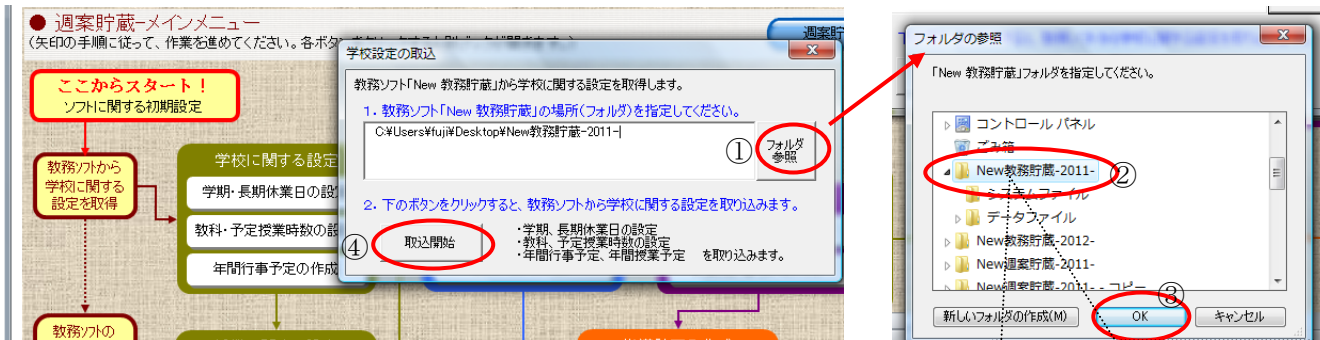 ● 週案貯蔵-メインメニュー
(矢印の手順に従って、作業を進めてください。各ボ
週案貯
ここからスタート!
ソフトに関する初期設定
教務ソフトから
学校に関する
設定を取得
学校に関する設定
学期・長期休業日の設
教科・予定授業時数の設
年間行事予定の作成
教務ソフトの
学校設定の取込
教務ソフト「New 教務貯蔵」から学校に関する設定を取得します。
1.教務ソフト「New 教務貯蔵」の場所(フォルダ)を指定してください。
C:¥Users¥fuji¥Desktop¥New教務貯蔵-2011-
①
フォルダ
参照
2.下のボタンをクリックすると、教務ソフトから学校に関する設定を取り込みます。
④
取込開始
・学期、長期休業日の設定
・教科、予定授業時数の設定
・年間行事予定、年間授業予定 を取り込みます。
フォルダの参照
「New 教務貯蔵」フォルダを指定してください。
コントロール パネル
ごみ箱
New教務貯蔵-2011-
②
システムファイル
データファイル
New教務貯蔵-2012-
New週案貯蔵-2011-
New週案貯蔵-2011- - コピー
③
新しいフォルダの作成(M)
OK
キャンセル